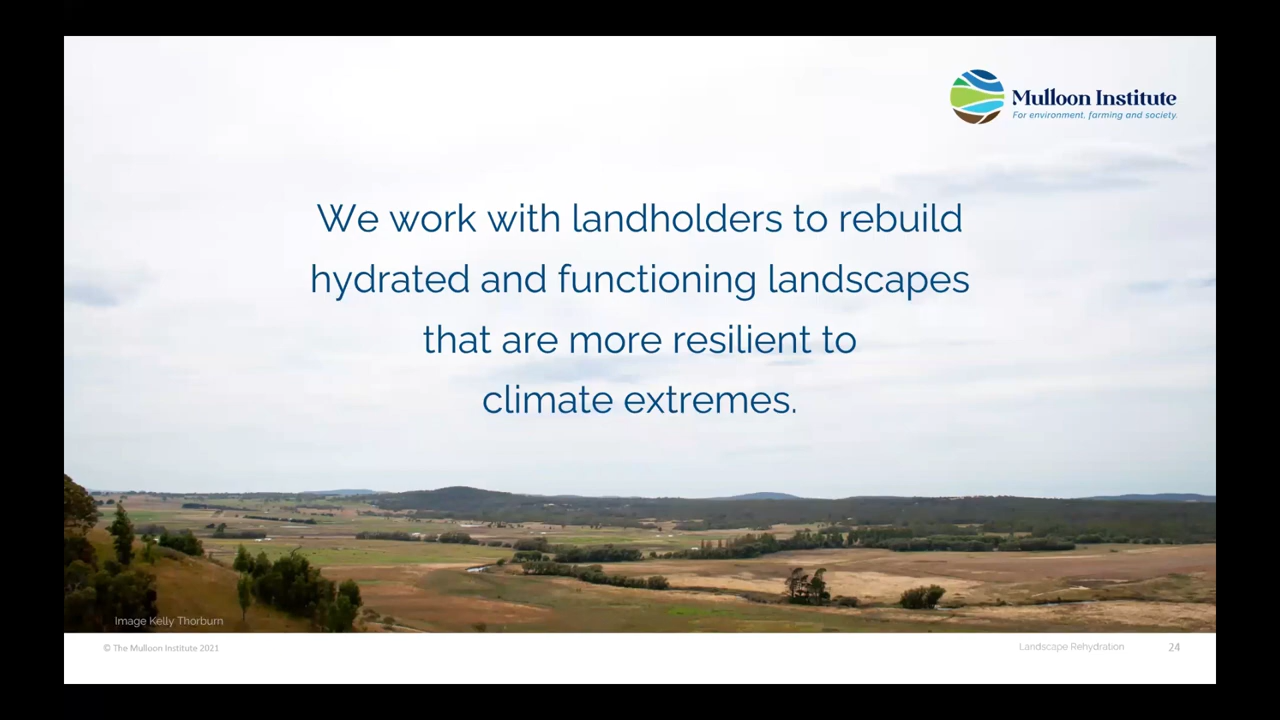 Mulloon Institute
For environment, farming and society.
We work with landholders to rebuild
hydrated and functioning landscapes
that are more resilient to
climate extremes.
Image Kelly Thorburn
© The Mulloon Institute 2021
Landscape Rehydration 24